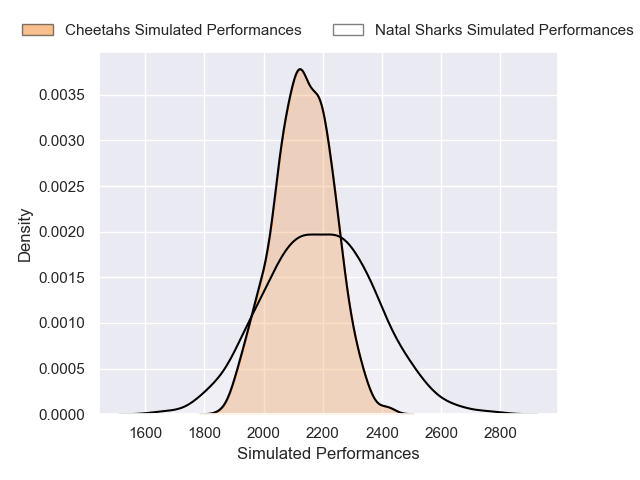 Cheetahs Simulated Performances Natal Sharks Simulated Performances
0.0035
0.0030
0.0025
0.0020
0.0015
0.0010
0.0005
0.0000
Density
1600 1800 2000 2200 2400 2600 2800
Simulated Performances